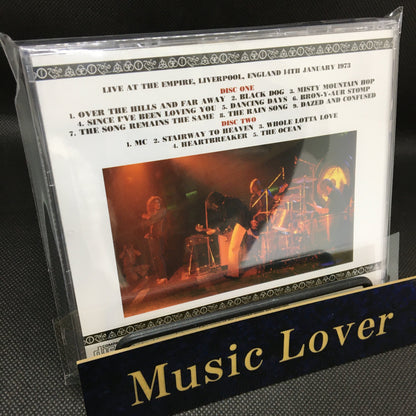 LIVE AT THE EMPIRE, LIVERPOOL, ENGLAND 14TH JANUARY 1973
DISC ONE
1. OVER THE HILLS AND FAR AWAY 2. BLACK DOG 3. MISTY MOUNTAIN HOP
4. SINCE I'VE BEEN LOVING YOU 5. DANCING DAYS 6. BRON-Y-AUR STOMP
7. THE SONG REMAINS THE SAME 8. THE RAIN SONG 9. DAZED AND CONFUSED
DISC TWO
1. MC 2. STAIRWAY TO HEAVEN 3. WHOLE LOTTA LOVE
4. HEARTBREAKER 5. THE OCEAN
Music Lover